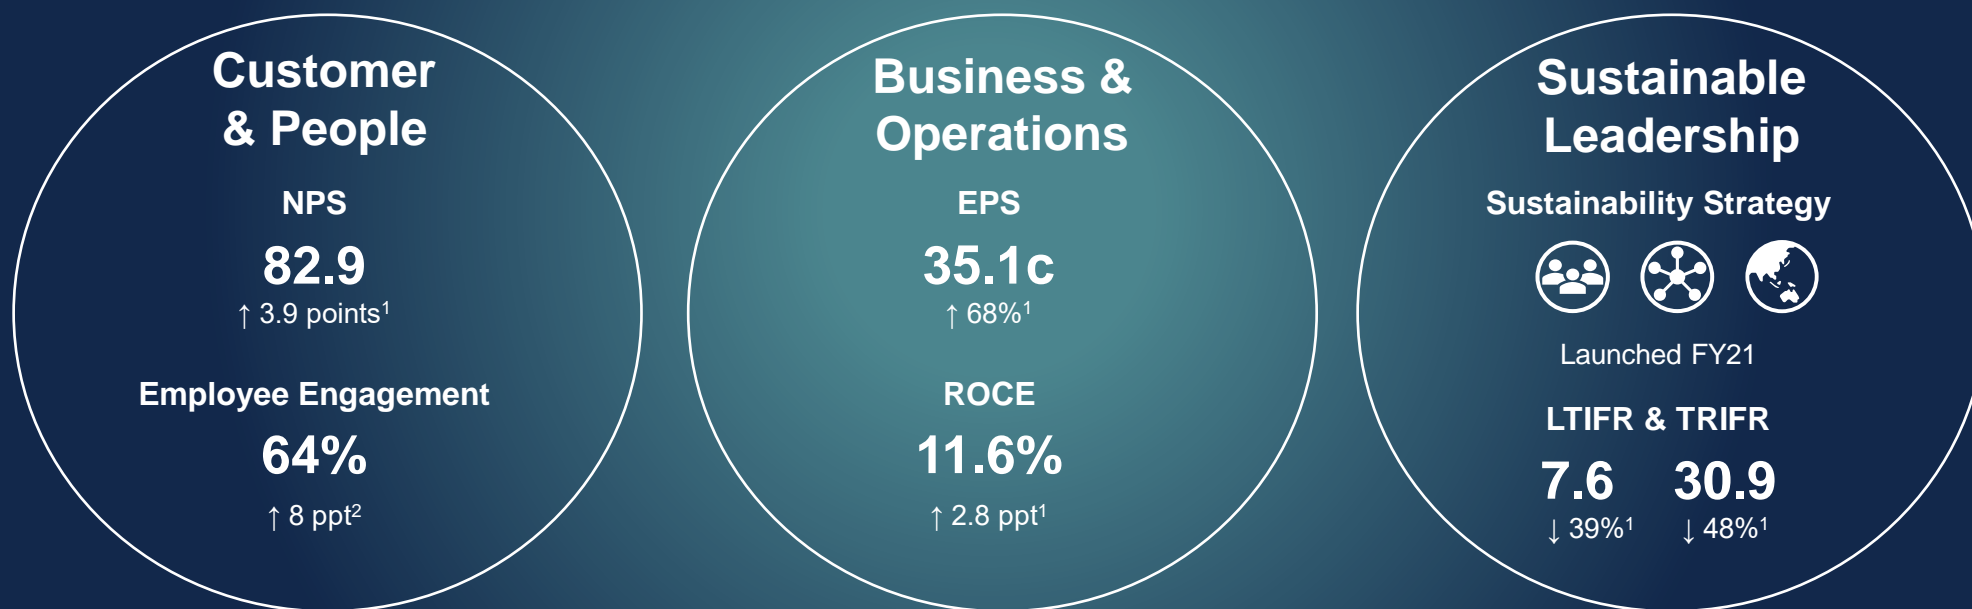 Customer
& People
NPS
82.9
↑ 3.9 points¹
Employee Engagement
64%
↑ 8 ppt²
Business &
Operations
EPS
35.1c
↑ 68%¹
ROCE
11.6%
↑ 2.8 ppt¹
Sustainable
Leadership
Sustainability Strategy
Launched FY21
LTIFR & TRIFR
7.6 30.9
↓ 39%¹ ↓ 48%¹